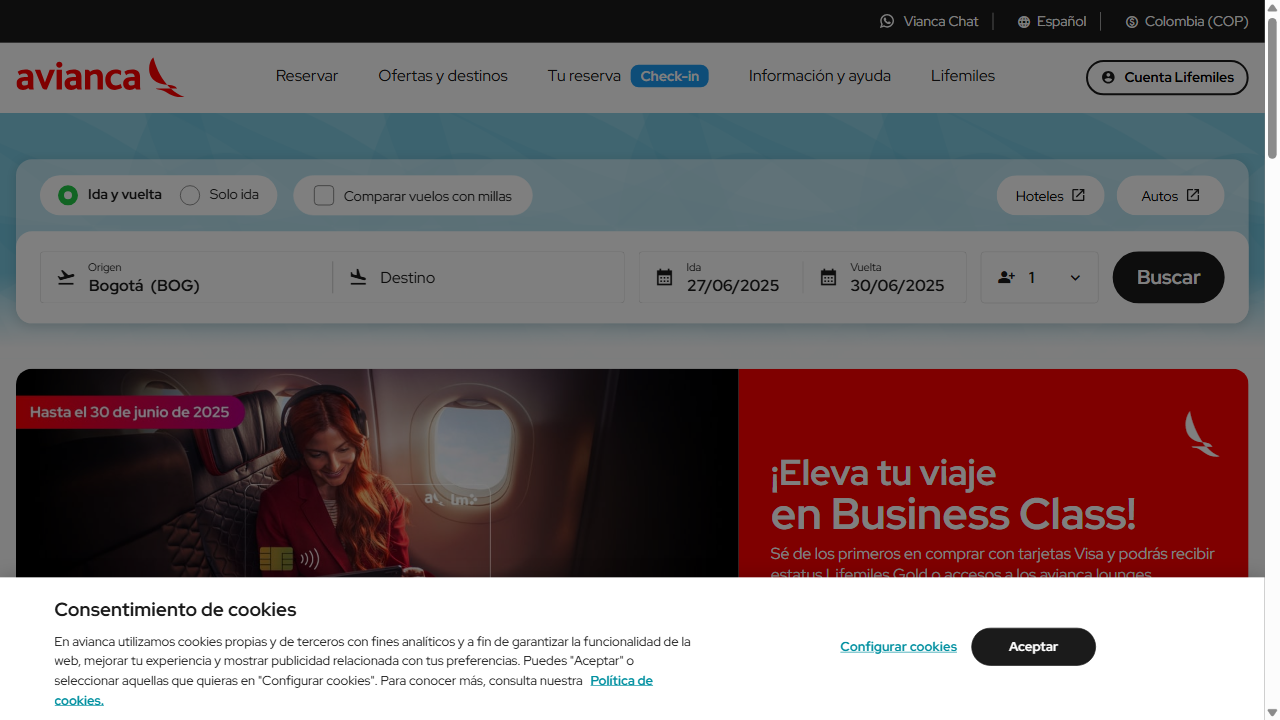 Vianca Chat
Español
Colombia (COP)
avianca
Reservar
Ofertas y destinos
Tu reserva
Check-in
Información y ayuda
Lifemiles
Cuenta Lifemiles
Ida y vuelta
Solo ida
Comparar vuelos con millas
Hoteles
Autos
Origen
Bogotá (BOG)
Destino
Ida
27/06/2025
Vuelta
30/06/2025
1
Buscar
Hasta el 30 de junio de 2025
lm
¡Eleva tu viaje
en Business Class!
Sé de los primeros en comprar con tarjetas Visa y podrás recibir
estatus Lifemiles Gold o accesos a los avianca lounges
Consentimiento de cookies
En avianca utilizamos cookies propias y de terceros con fines analíticos y a fin de garantizar la funcionalidad de la
web, mejorar tu experiencia y mostrar publicidad relacionada con tus preferencias. Puedes "Aceptar" o
seleccionar aquellas que quieras en "Configurar cookies". Para conocer más, consulta nuestra Política de
cookies.
Configurar cookies
Aceptar